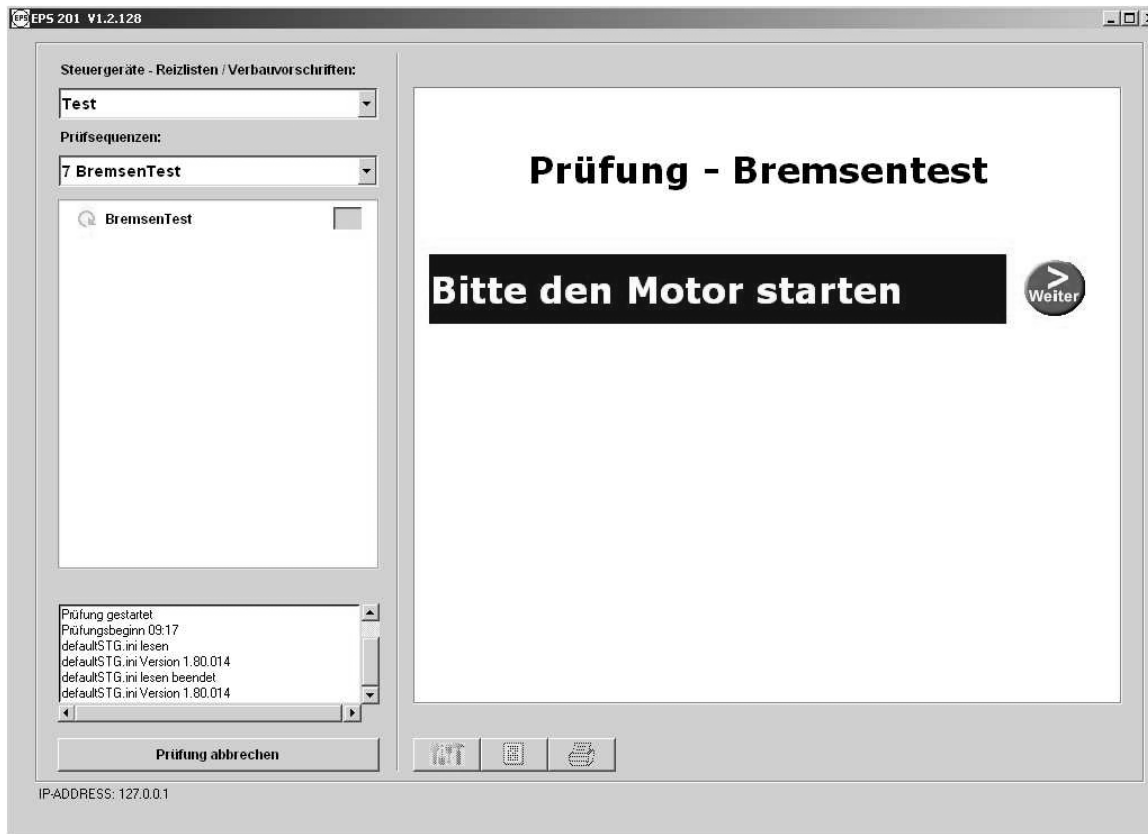 EPS EPS 201 V1.2.128
Steuergeräte - Reizlisten / Verbauvorschriften:
Test
Prüfsequenzen:
7 BremsenTest
BremsenTest
Prüfung gestartet
Prüfungsbeginn 09:17
defaultSTG.ini lesen
defaultSTG.ini Version 1.80.014
defaultSTG.ini lesen beendet
defaultSTG.ini Version 1.80.014
Prüfung abbrechen
Prüfung - Bremsentest
Bitte den Motor starten
>
Weiter
IP-ADDRESS: 127.0.0.1